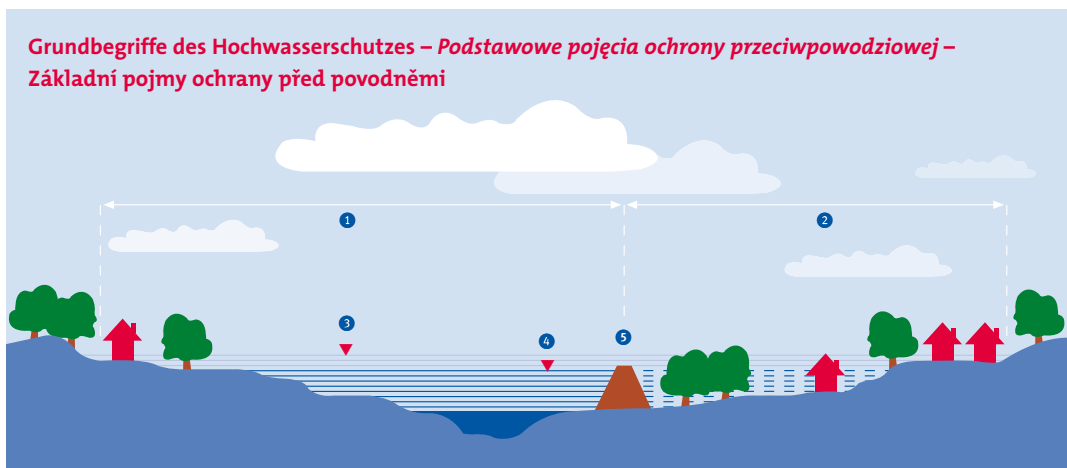 Grundbegriffe des Hochwasserschutzes – Podstawowe pojęcia ochrony przeciwpowodziowej –
Základní pojmy ochrany před povodněmi
1
2
3
4
5